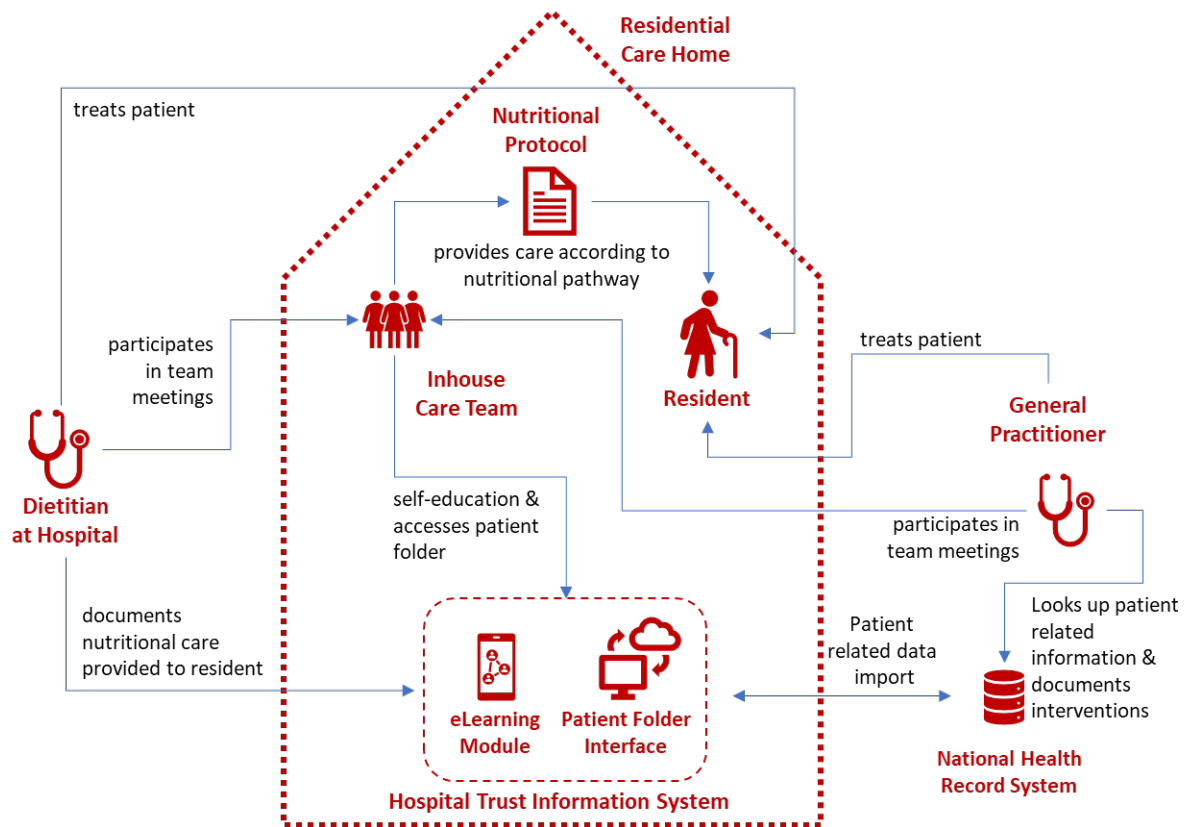 Residential
Care Home
treats patient
Nutritional
Protocol
provides care according to
nutritional pathway
participates
in team
meetings
Inhouse
Care Team
Resident
treats patient
General
Practitioner
Dietitian
at Hospital
self-education &
accesses patient
folder
participates in
team meetings
documents
nutritional care
provided to resident
Patient
related data
import
Looks up patient
related
information &
documents
interventions
eLearning
Module
Patient Folder
Interface
National Health
Record System
Hospital Trust Information System